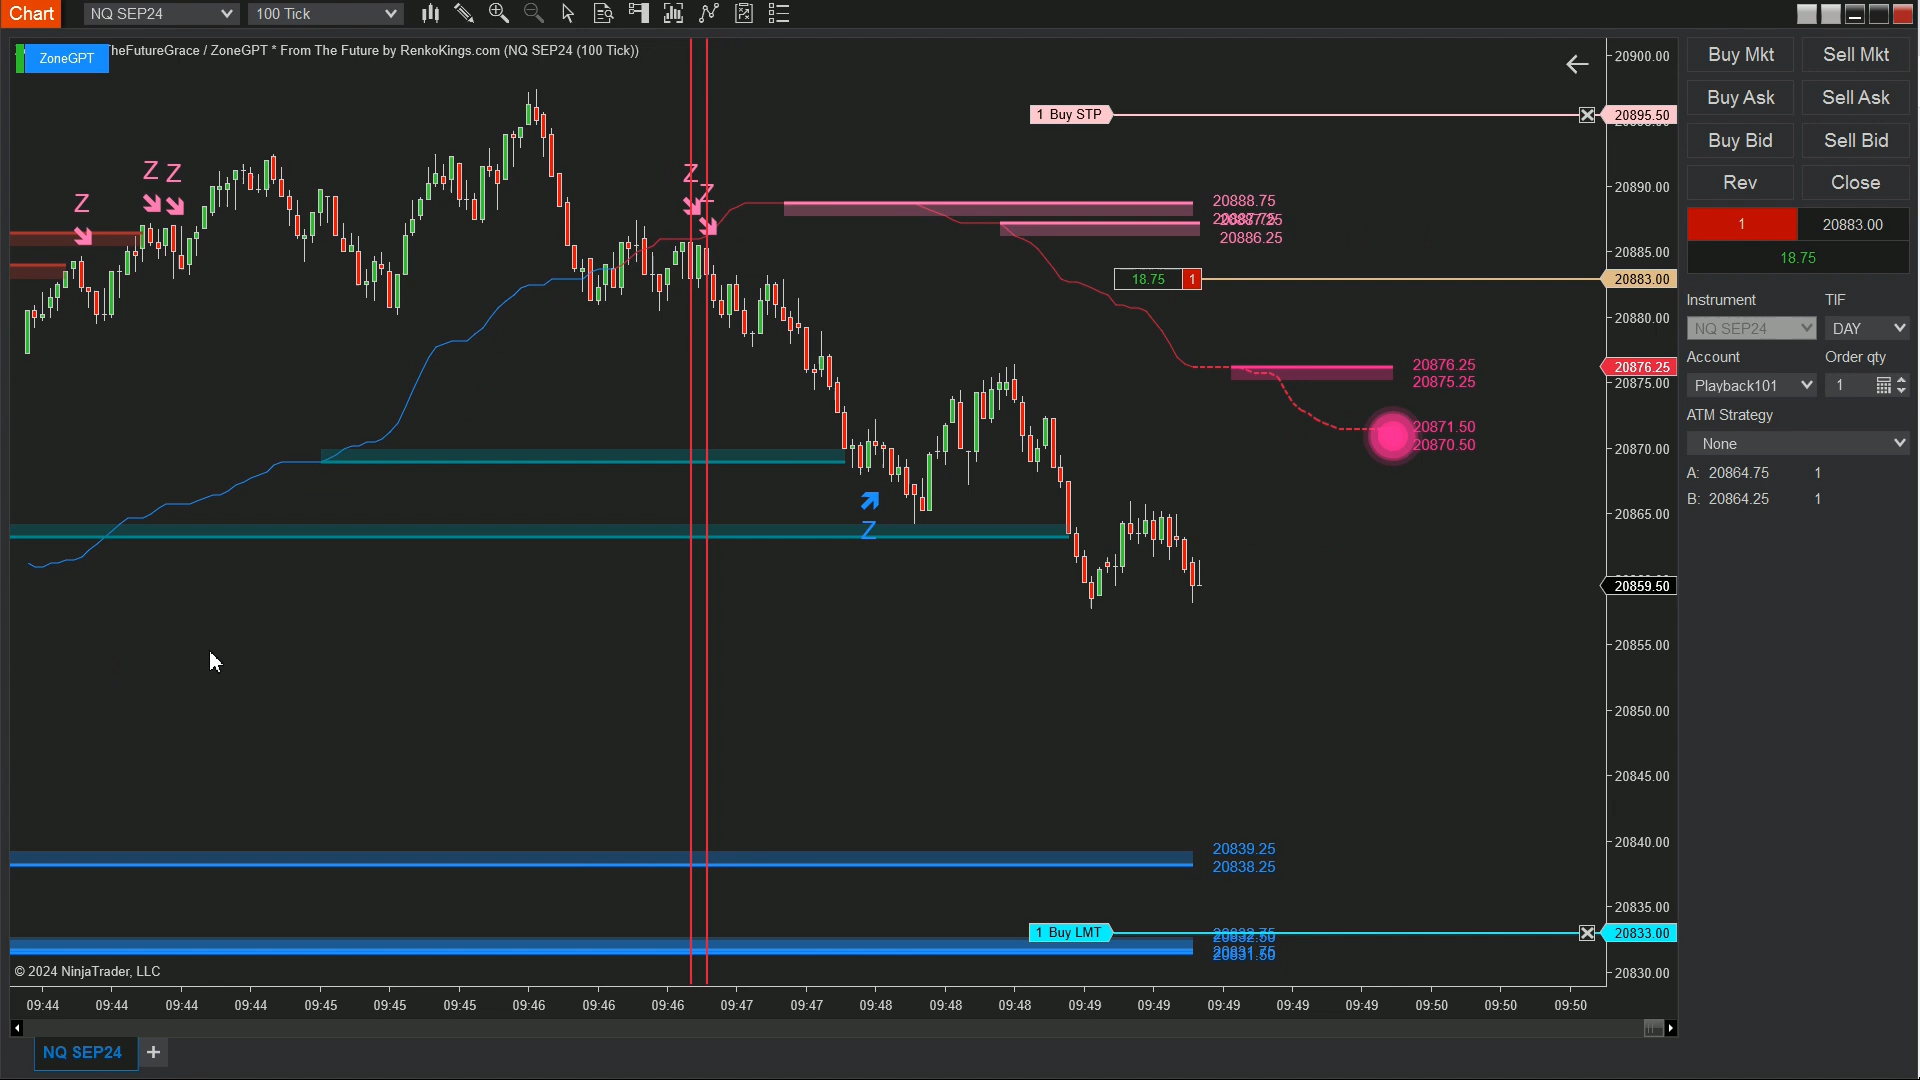 Chart
NQ SEP24
100 Tick
ZoneGPT
heFutureGrace / ZoneGPT * From The Future by RenkoKings.com (NQ SEP24 (100 Tick))
Z
Z Z
Z
Z
Z
1 Buy STP
20888.75
20886.25
18.75 1
20876.25
20875.25
20871.50
20870.50
20839.25
20838.25
1 Buy LMT
20832.50
20831.50
20900.00
20895.50
20890.00
20885.00
20883.00
20880.00
20876.25
20875.00
20870.00
20865.00
20859.50
20855.00
20850.00
20845.00
20840.00
20835.00
20833.00
20830.00
© 2024 NinjaTrader, LLC
09:44 09:44 09:44 09:44 09:45 09:45 09:45 09:46 09:46 09:46 09:47 09:47 09:48 09:48 09:48 09:49 09:49 09:49 09:49 09:49 09:50 09:50 09:50
NQ SEP24 +
Buy Mkt Sell Mkt
Buy Ask Sell Ask
Buy Bid Sell Bid
Rev Close
1 20883.00
18.75
Instrument TIF
NQ SEP24 DAY
Account Order qty
Playback101 1
ATM Strategy
None
A: 20864.75 1
B: 20864.25 1